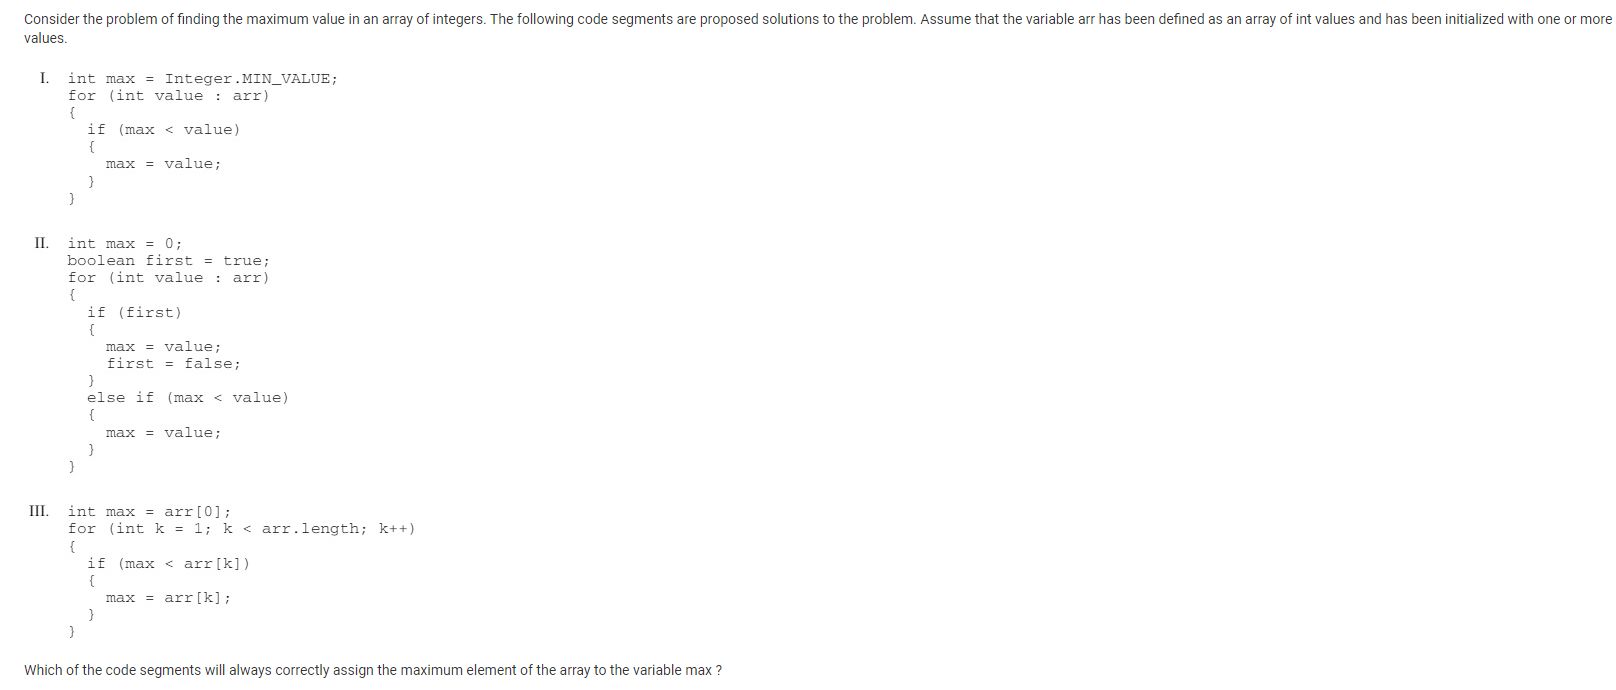 Consider the problem of finding the maximum value in an array of integers. The following code segments are proposed solutions to the problem. Assume that the variable arr has been defined as an array of int values and has been initialized with one or more
values.
I. int max = Integer.MIN_VALUE;
for (int value : arr)
{
if (max < value)
{
max = value;
}
}
II. int max = 0;
boolean first = true;
for (int value : arr)
{
if (first)
{
max = value;
first = false;
}
else if (max < value)
{
max = value;
}
}
III. int max = arr[0];
for (int k = 1; k < arr.length; k++)
{
if (max < arr[k])
{
max = arr[k];
}
}
Which of the code segments will always correctly assign the maximum element of the array to the variable max ?